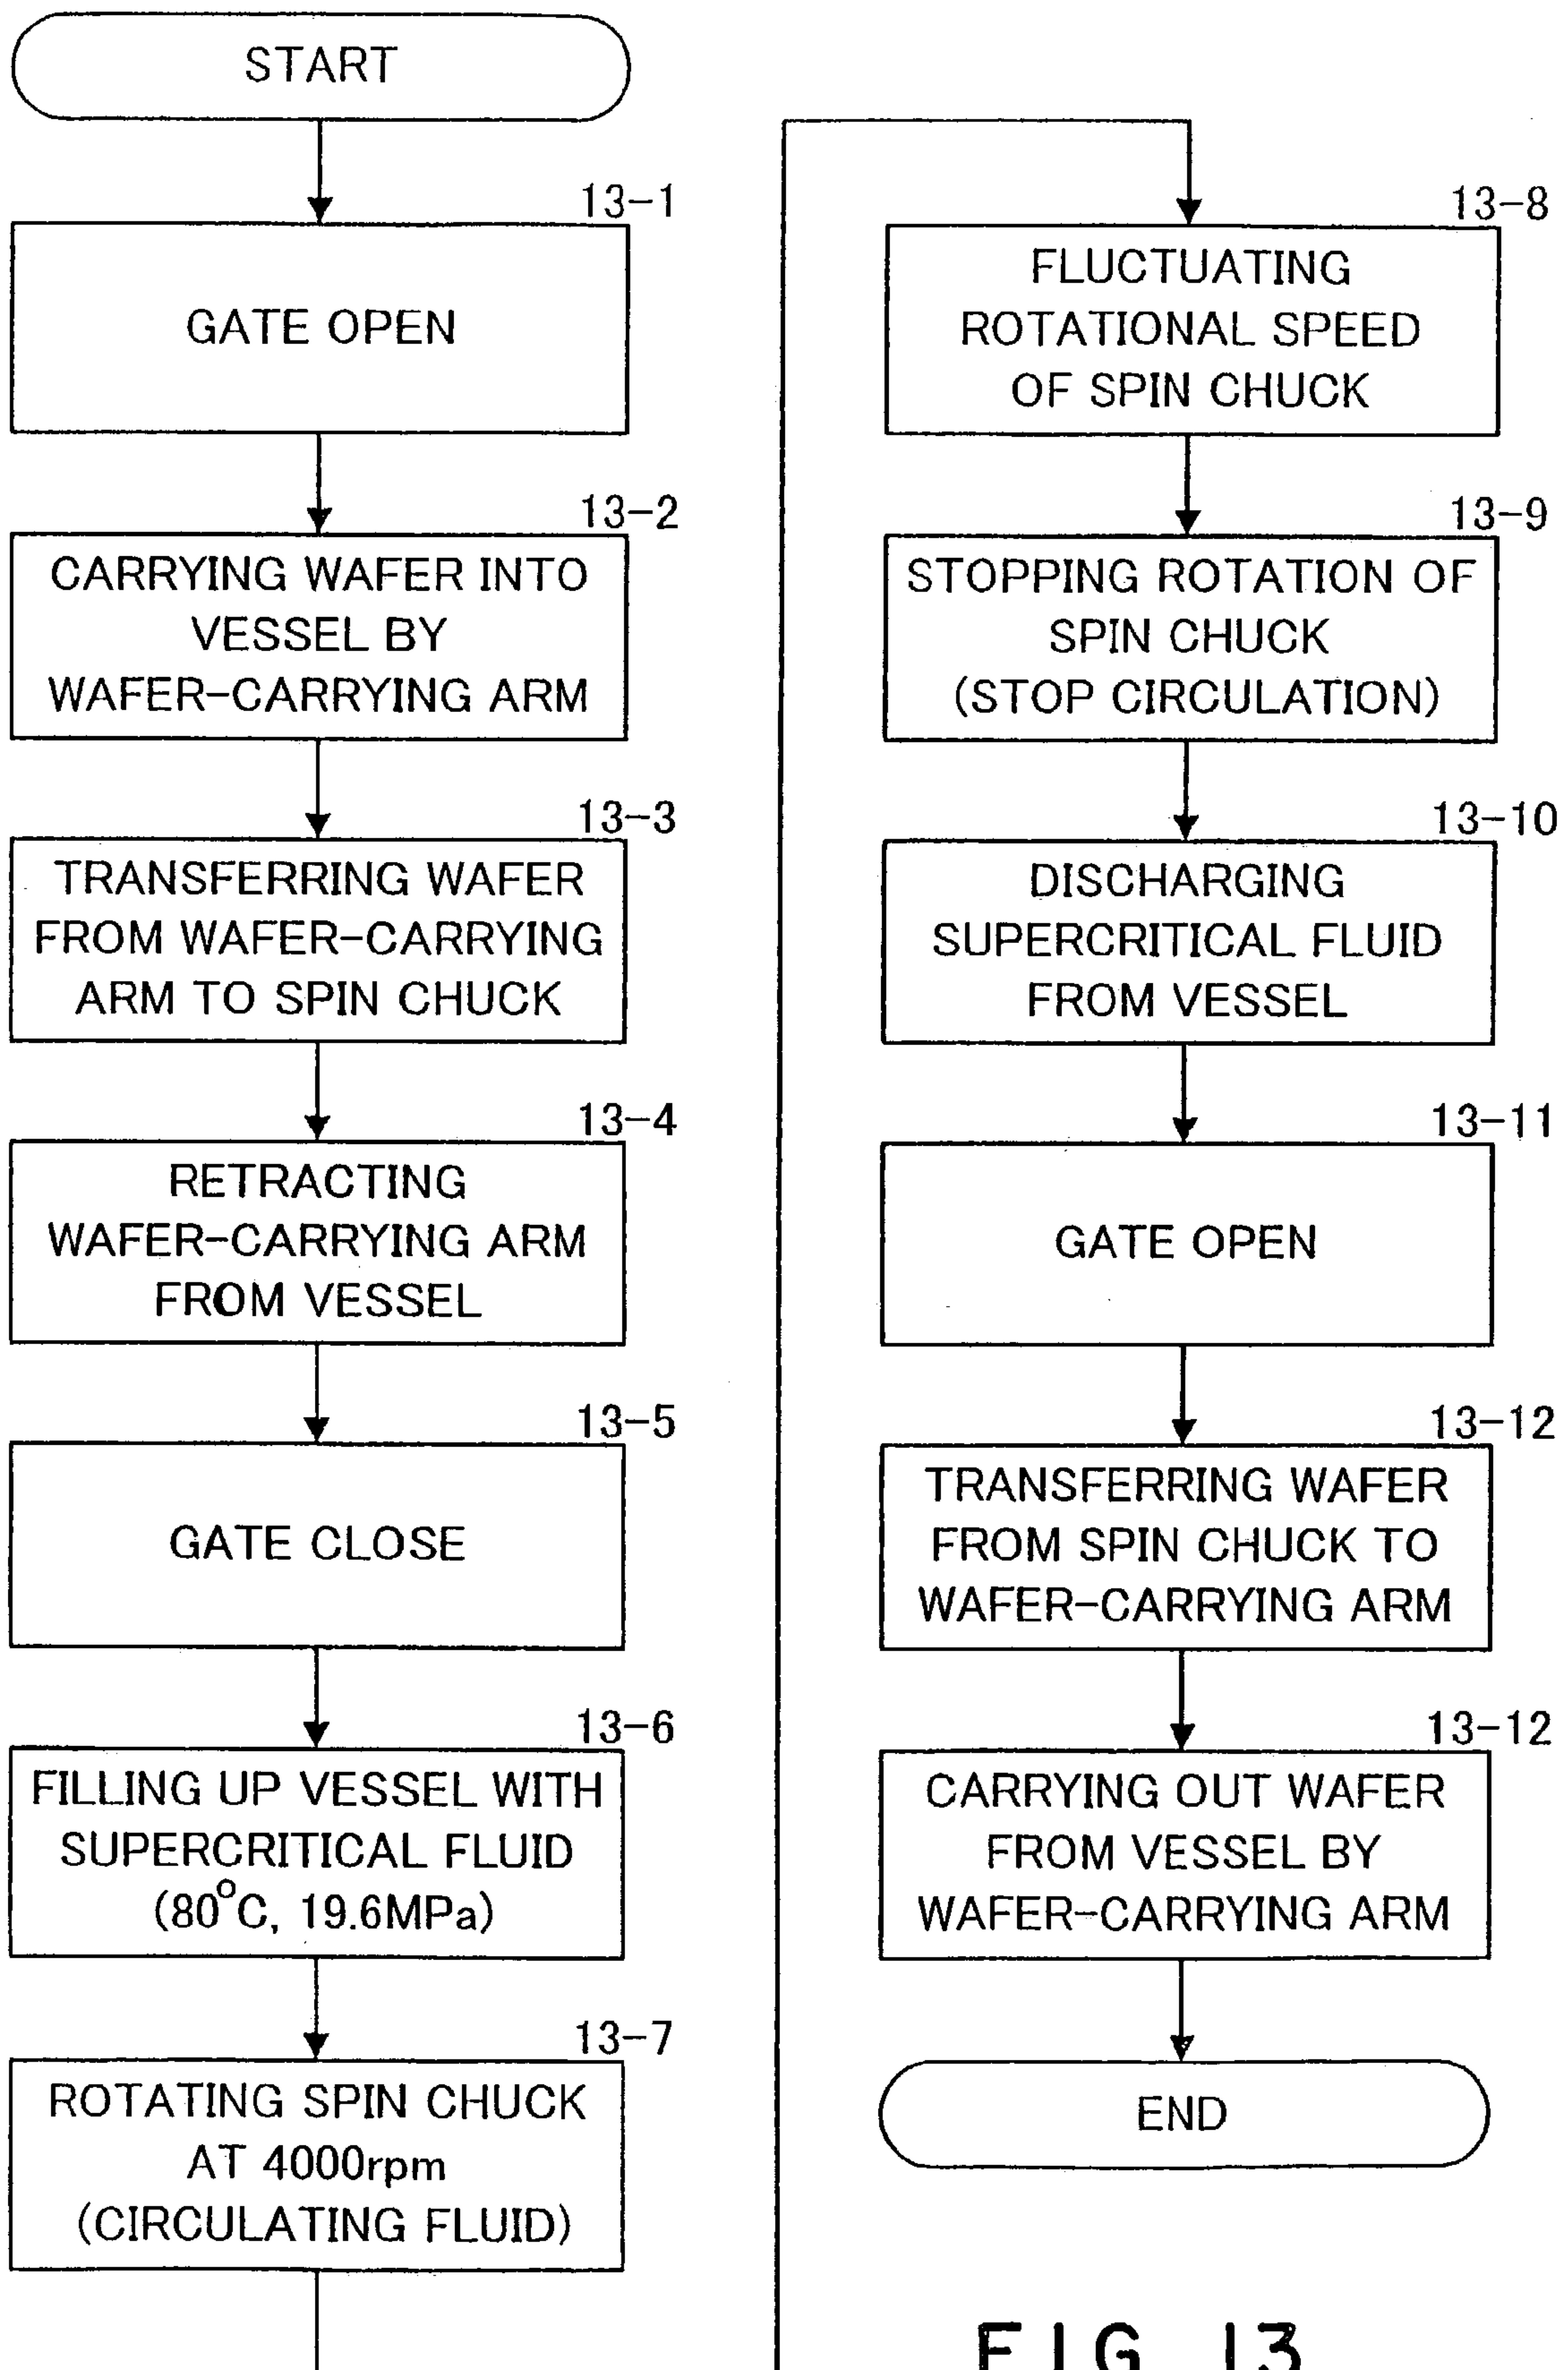 START
13-1
GATE OPEN
13-2
CARRYING WAFER INTO
VESSEL BY
WAFER-CARRYING ARM
13-3
TRANSFERRING WAFER
FROM WAFER-CARRYING
ARM TO SPIN CHUCK
13-4
RETRACTING
WAFER-CARRYING ARM
FROM VESSEL
13-5
GATE CLOSE
13-6
FILLING UP VESSEL WITH
SUPERCRITICAL FLUID
(80°C, 19.6MPa)
13-7
ROTATING SPIN CHUCK
AT 4000rpm
(CIRCULATING FLUID)
13-8
FLUCTUATING
ROTATIONAL SPEED
OF SPIN CHUCK
13-9
STOPPING ROTATION OF
SPIN CHUCK
(STOP CIRCULATION)
13-10
DISCHARGING
SUPERCRITICAL FLUID
FROM VESSEL
13-11
GATE OPEN
13-12
TRANSFERRING WAFER
FROM SPIN CHUCK TO
WAFER-CARRYING ARM
13-12
CARRYING OUT WAFER
FROM VESSEL BY
WAFER-CARRYING ARM
END
FIG. 13